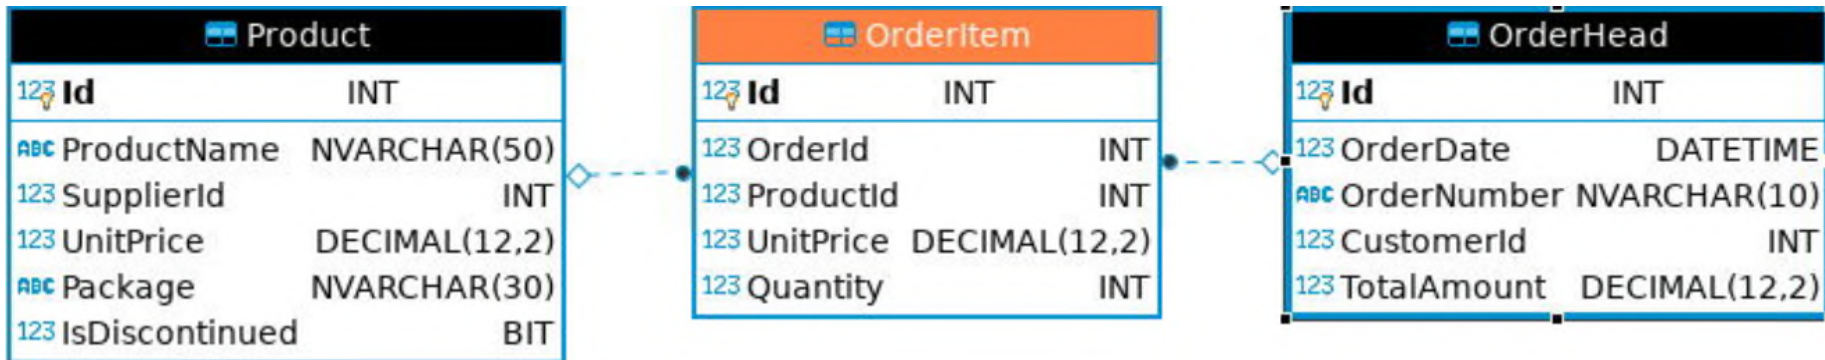 Product
123 Id INT
ABC ProductName NVARCHAR(50)
123 SupplierId INT
123 UnitPrice DECIMAL(12,2)
ABC Package NVARCHAR(30)
123 IsDiscontinued BIT
OrderItem
123 Id INT
123 OrderId INT
123 ProductId INT
123 UnitPrice DECIMAL(12,2)
123 Quantity INT
OrderHead
123 Id INT
123 OrderDate DATETIME
ABC OrderNumber NVARCHAR(10)
123 CustomerId INT
123 TotalAmount DECIMAL(12,2)